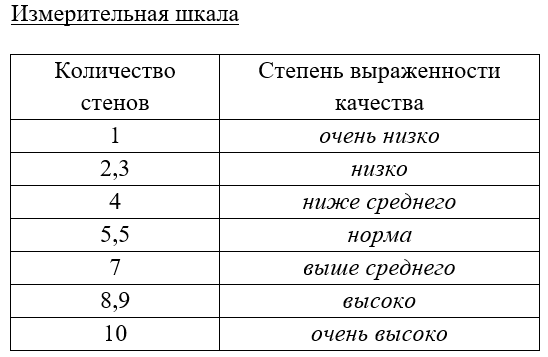 Измерительная шкала
Количество стенов
Степень выраженности качества
1 очень низко
2,3 низко
4 ниже среднего
5,5 норма
7 выше среднего
8,9 высоко
10 очень высоко